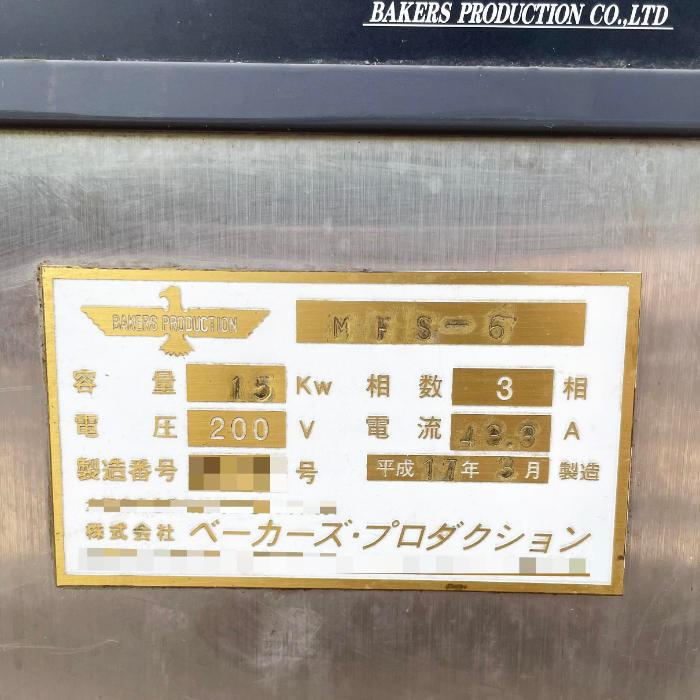 BAKERS PRODUCTION CO.,LTD
BAKERS PRODUCTION
MFS-6
容量 15 Kw 相数 3 相
電圧 200 V 電流 43.3 A
製造番号 号 平成 17 年 3 月 製造
株式会社 ベーカーズ・プロダクション